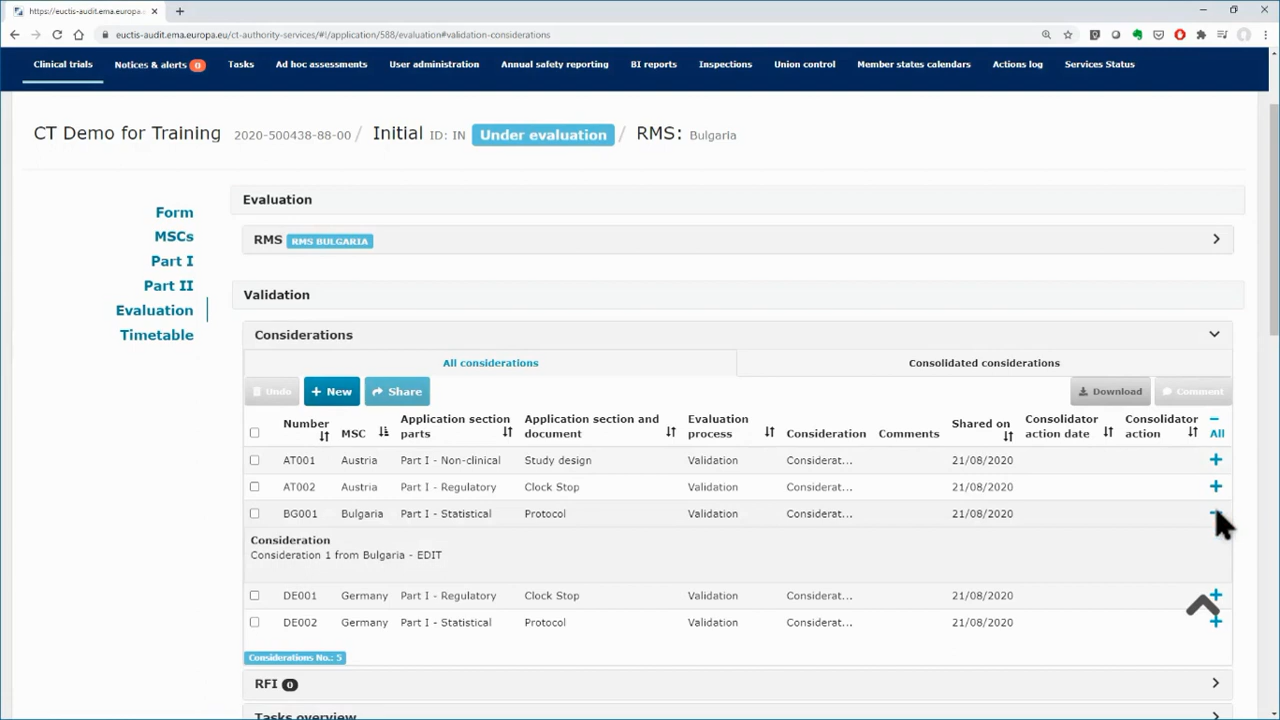 https://euctis-audit.ema.europa.eu
euctis-audit.ema.europa.eu/ct-authority-services/#!/application/588/evaluation#validation-considerations
Clinical trials Notices & alerts 0 Tasks Ad hoc assessments User administration Annual safety reporting BI reports Inspections Union control Member states calendars Actions log Services Status
CT Demo for Training 2020-500438-88-00 / Initial ID: IN Under evaluation / RMS: Bulgaria
Form
MSCs
Part I
Part II
Evaluation
Timetable
Evaluation
RMS RMS BULGARIA
Validation
Considerations
All considerations Consolidated considerations
Undo + New Share Download Comment
Number MSC Application section parts Application section and document Evaluation process Consideration Comments Shared on Consolidator action date Consolidator action All
AT001 Austria Part I - Non-clinical Study design Validation Considerat... 21/08/2020
AT002 Austria Part I - Regulatory Clock Stop Validation Considerat... 21/08/2020
BG001 Bulgaria Part I - Statistical Protocol Validation Considerat... 21/08/2020
Consideration
Consideration 1 from Bulgaria - EDIT
DE001 Germany Part I - Regulatory Clock Stop Validation Considerat... 21/08/2020
DE002 Germany Part I - Statistical Protocol Validation Considerat... 21/08/2020
Considerations No.: 5
RFI 0
Tasks overview